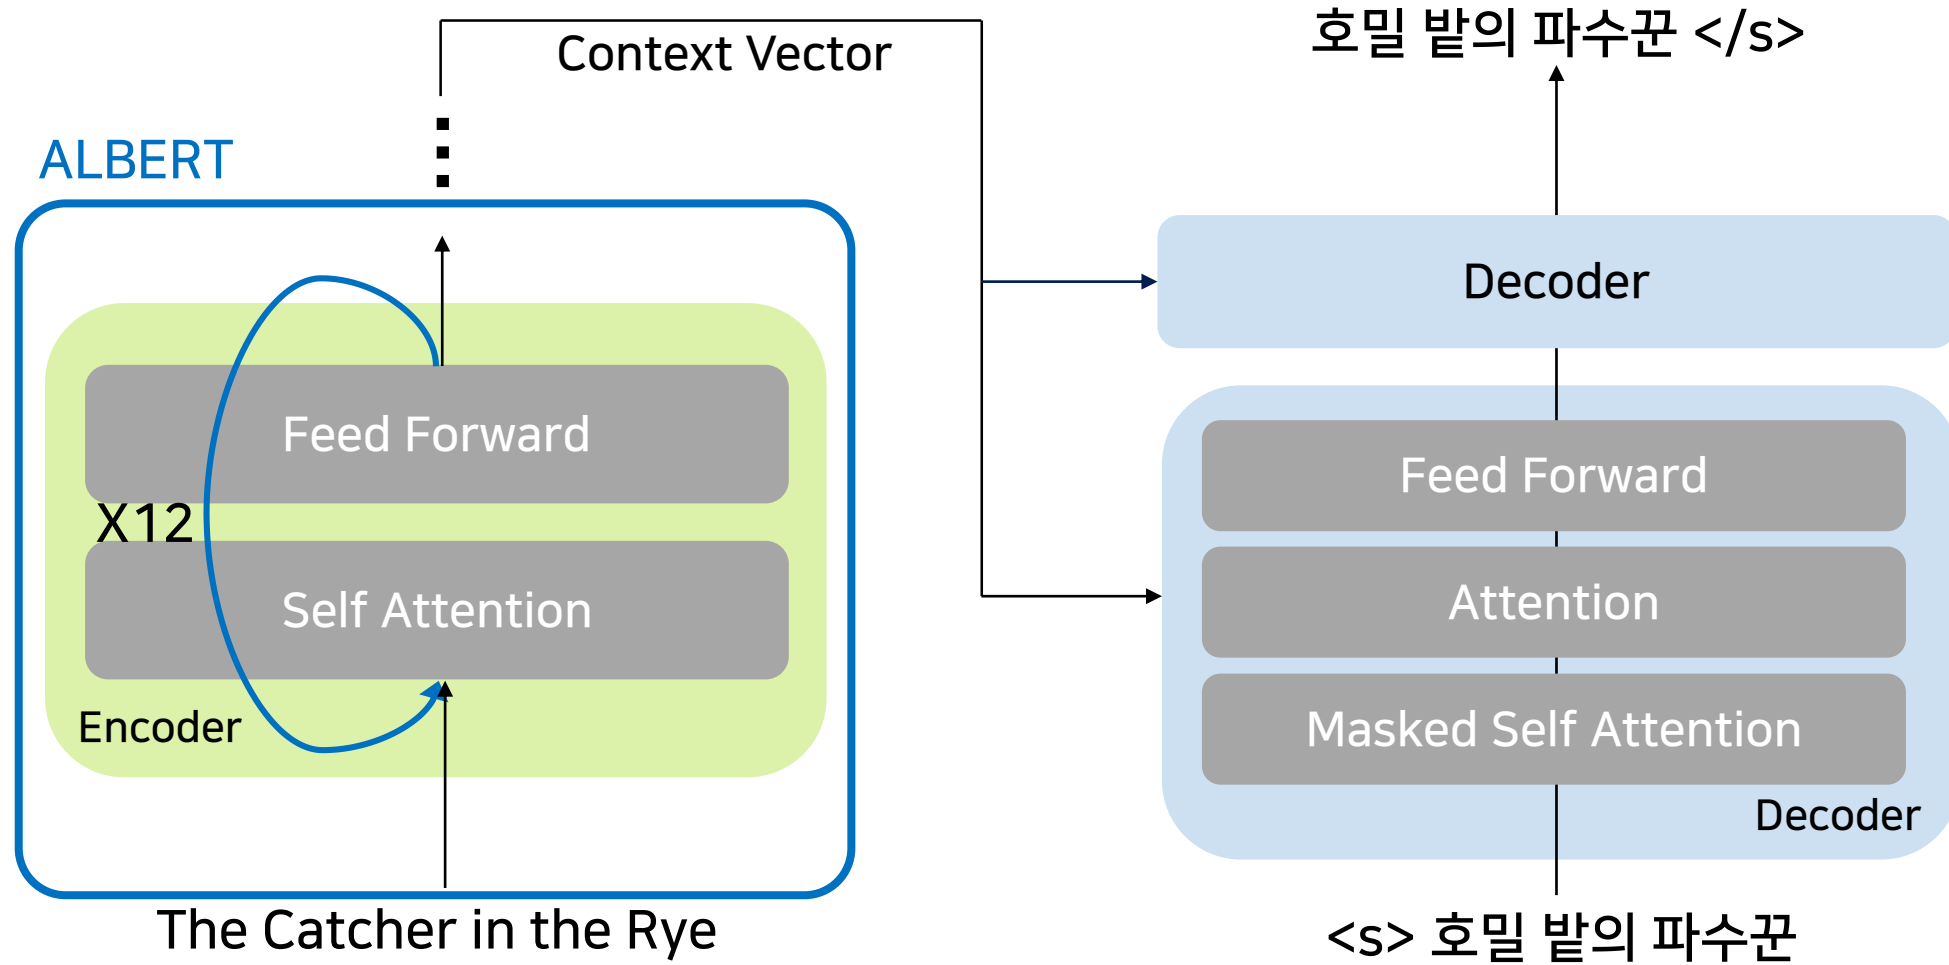 Context Vector
ALBERT
Feed Forward
X12
Self Attention
Encoder
The Catcher in the Rye
호밀 밭의 파수꾼 </s>
Decoder
Feed Forward
Attention
Masked Self Attention
Decoder
<s> 호밀 밭의 파수꾼